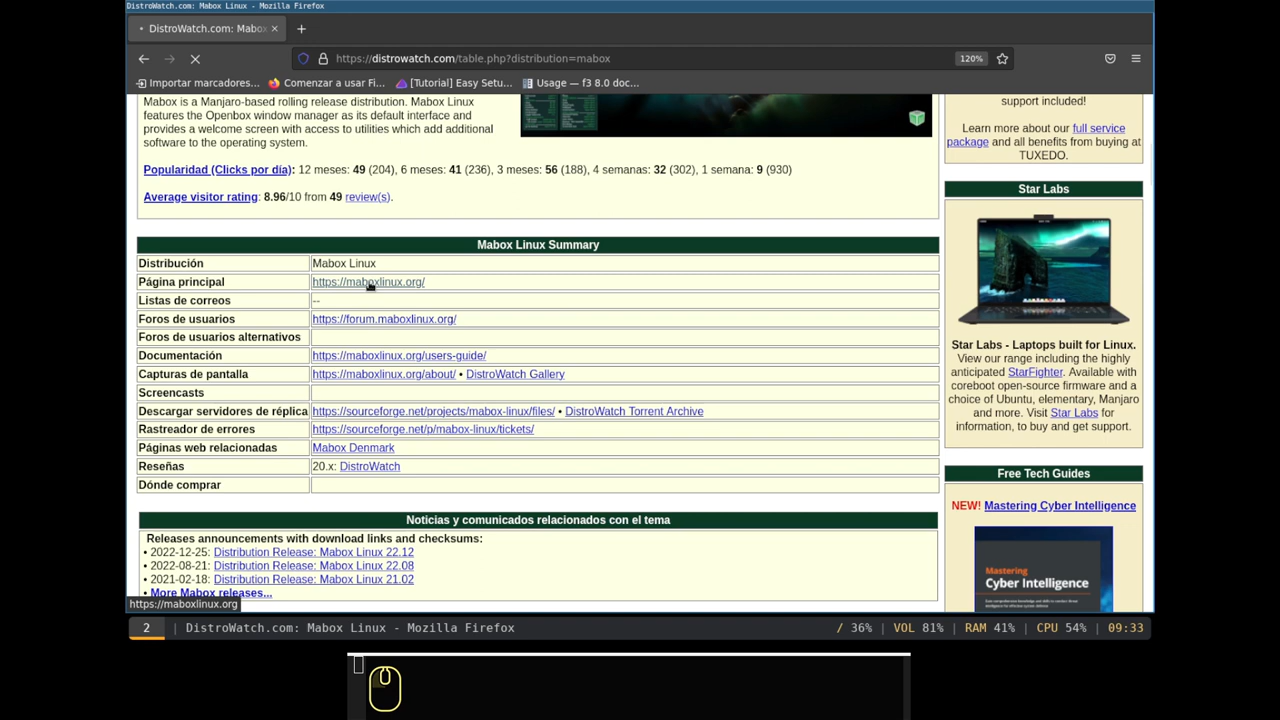 DistroWatch.com: Mabox Linux - Mozilla Firefox
DistroWatch.com: Mabox
https://distrowatch.com/table.php?distribution=mabox
120%
Importar marcadores...
Comenzar a usar Fi...
[Tutorial] Easy Setu...
Usage — f3 8.0 doc...
Mabox is a Manjaro-based rolling release distribution. Mabox Linux
features the Openbox window manager as its default interface and
provides a welcome screen with access to utilities which add additional
software to the operating system.
Popularidad (Clicks por día): 12 meses: 49 (204), 6 meses: 41 (236), 3 meses: 56 (188), 4 semanas: 32 (302), 1 semana: 9 (930)
Average visitor rating: 8.96/10 from 49 review(s).
Mabox Linux Summary
Distribución Mabox Linux
Página principal https://maboxlinux.org/
Listas de correos --
Foros de usuarios https://forum.maboxlinux.org/
Foros de usuarios alternativos
Documentación https://maboxlinux.org/users-guide/
Capturas de pantalla https://maboxlinux.org/about/ • DistroWatch Gallery
Screencasts
Descargar servidores de réplica https://sourceforge.net/projects/mabox-linux/files/ • DistroWatch Torrent Archive
Rastreador de errores https://sourceforge.net/p/mabox-linux/tickets/
Páginas web relacionadas Mabox Denmark
Reseñas 20.x: DistroWatch
Dónde comprar
Noticias y comunicados relacionados con el tema
Releases announcements with download links and checksums:
• 2022-12-25: Distribution Release: Mabox Linux 22.12
• 2022-08-21: Distribution Release: Mabox Linux 22.08
• 2021-02-18: Distribution Release: Mabox Linux 21.02
• More Mabox releases...
https://maboxlinux.org
support included!
Learn more about our full service
package and all benefits from buying at
TUXEDO.
Star Labs
Star Labs - Laptops built for Linux.
View our range including the highly
anticipated StarFighter. Available with
coreboot open-source firmware and a
choice of Ubuntu, elementary, Manjaro
and more. Visit Star Labs for
information, to buy and get support.
Free Tech Guides
NEW! Mastering Cyber Intelligence
Mastering
Cyber Intelligence
2 | DistroWatch.com: Mabox Linux - Mozilla Firefox
/ 36% | VOL 81% | RAM 41% | CPU 54% | 09:33